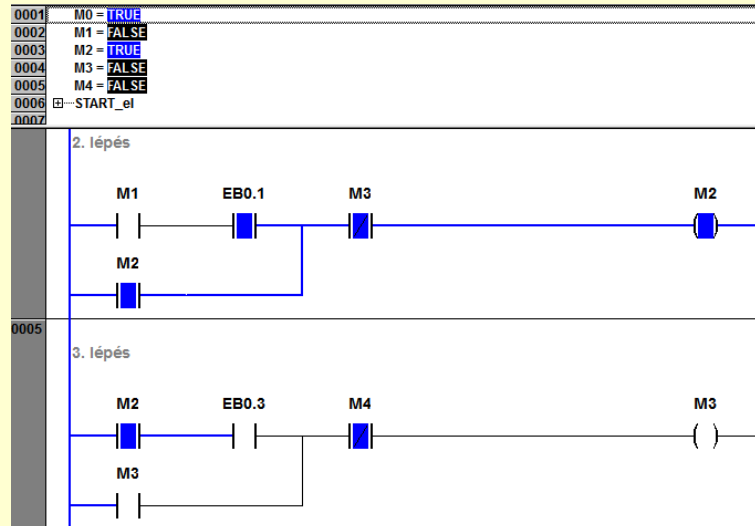 0001 M0 = TRUE
0002 M1 = FALSE
0003 M2 = TRUE
0004 M3 = FALSE
0005 M4 = FALSE
0006 START_el
0007
2. lépés
M1 EB0.1 M3 M2
M2
0005
3. lépés
M2 EB0.3 M4 M3
M3